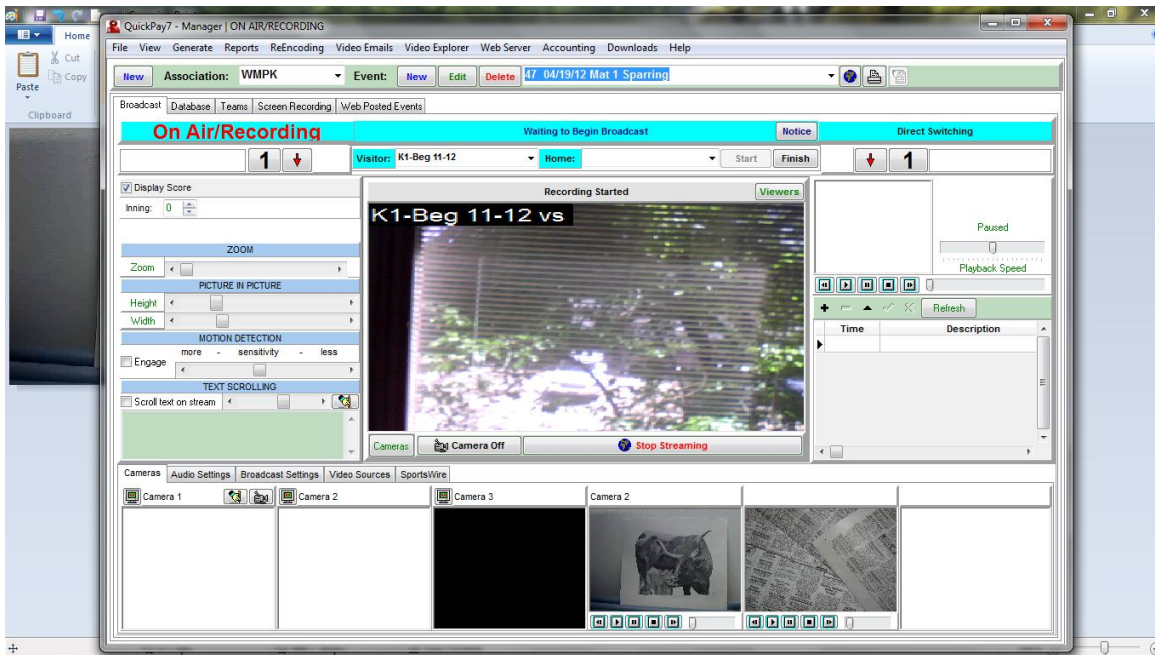 Home
Cut
Copy
Paste
Clipboard
QuickPay7 - Manager | ON AIR/RECORDING
File View Generate Reports ReEncoding Video Emails Video Explorer Web Server Accounting Downloads Help
New Association: WMPK Event: New Edit Delete 47 04/19/12 Mat 1 Sparring
Broadcast Database Teams Screen Recording Web Posted Events
On Air/Recording Waiting to Begin Broadcast Notice Direct Switching
1 Visitor: K1-Beg 11-12 Home: Start Finish 1
Display Score
Inning: 0
ZOOM
Zoom
PICTURE IN PICTURE
Height
Width
MOTION DETECTION
more - sensitivity - less
Engage
TEXT SCROLLING
Scroll text on stream
Recording Started Viewers
K1-Beg 11-12 vs
Cameras Camera Off Stop Streaming
Paused
Playback Speed
Refresh
Time Description
Cameras Audio Settings Broadcast Settings Video Sources SportsWire
Camera 1 Camera 2 Camera 3 Camera 2